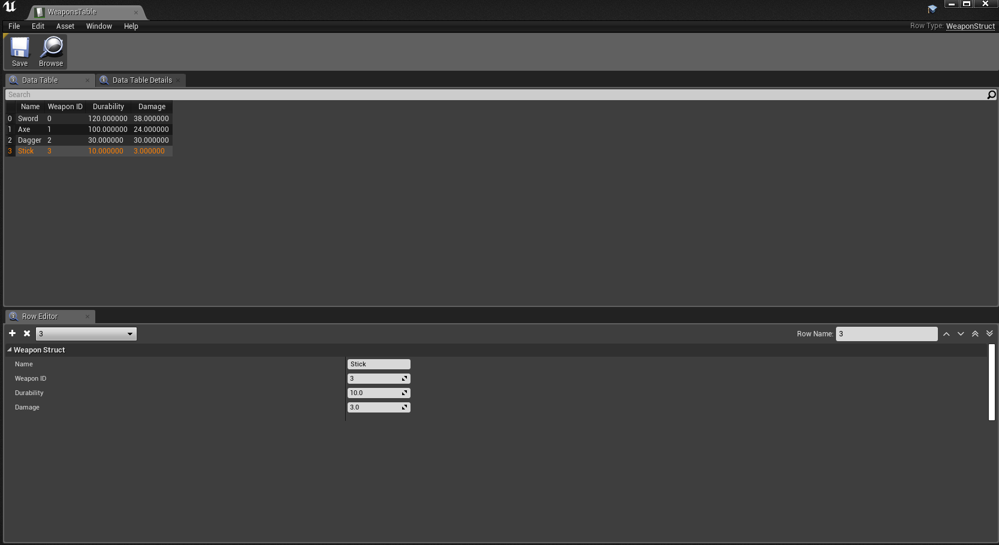 WeaponsTable
File Edit Asset Window Help
Row Type: WeaponStruct
Save Browse
Data Table Data Table Details
Search
Name Weapon ID Durability Damage
0 Sword 0 120.000000 38.000000
1 Axe 1 100.000000 24.000000
2 Dagger 2 30.000000 30.000000
3 Stick 3 10.000000 3.000000
Row Editor
3 Row Name: 3
Weapon Struct
Name Stick
Weapon ID 3
Durability 10.0
Damage 3.0